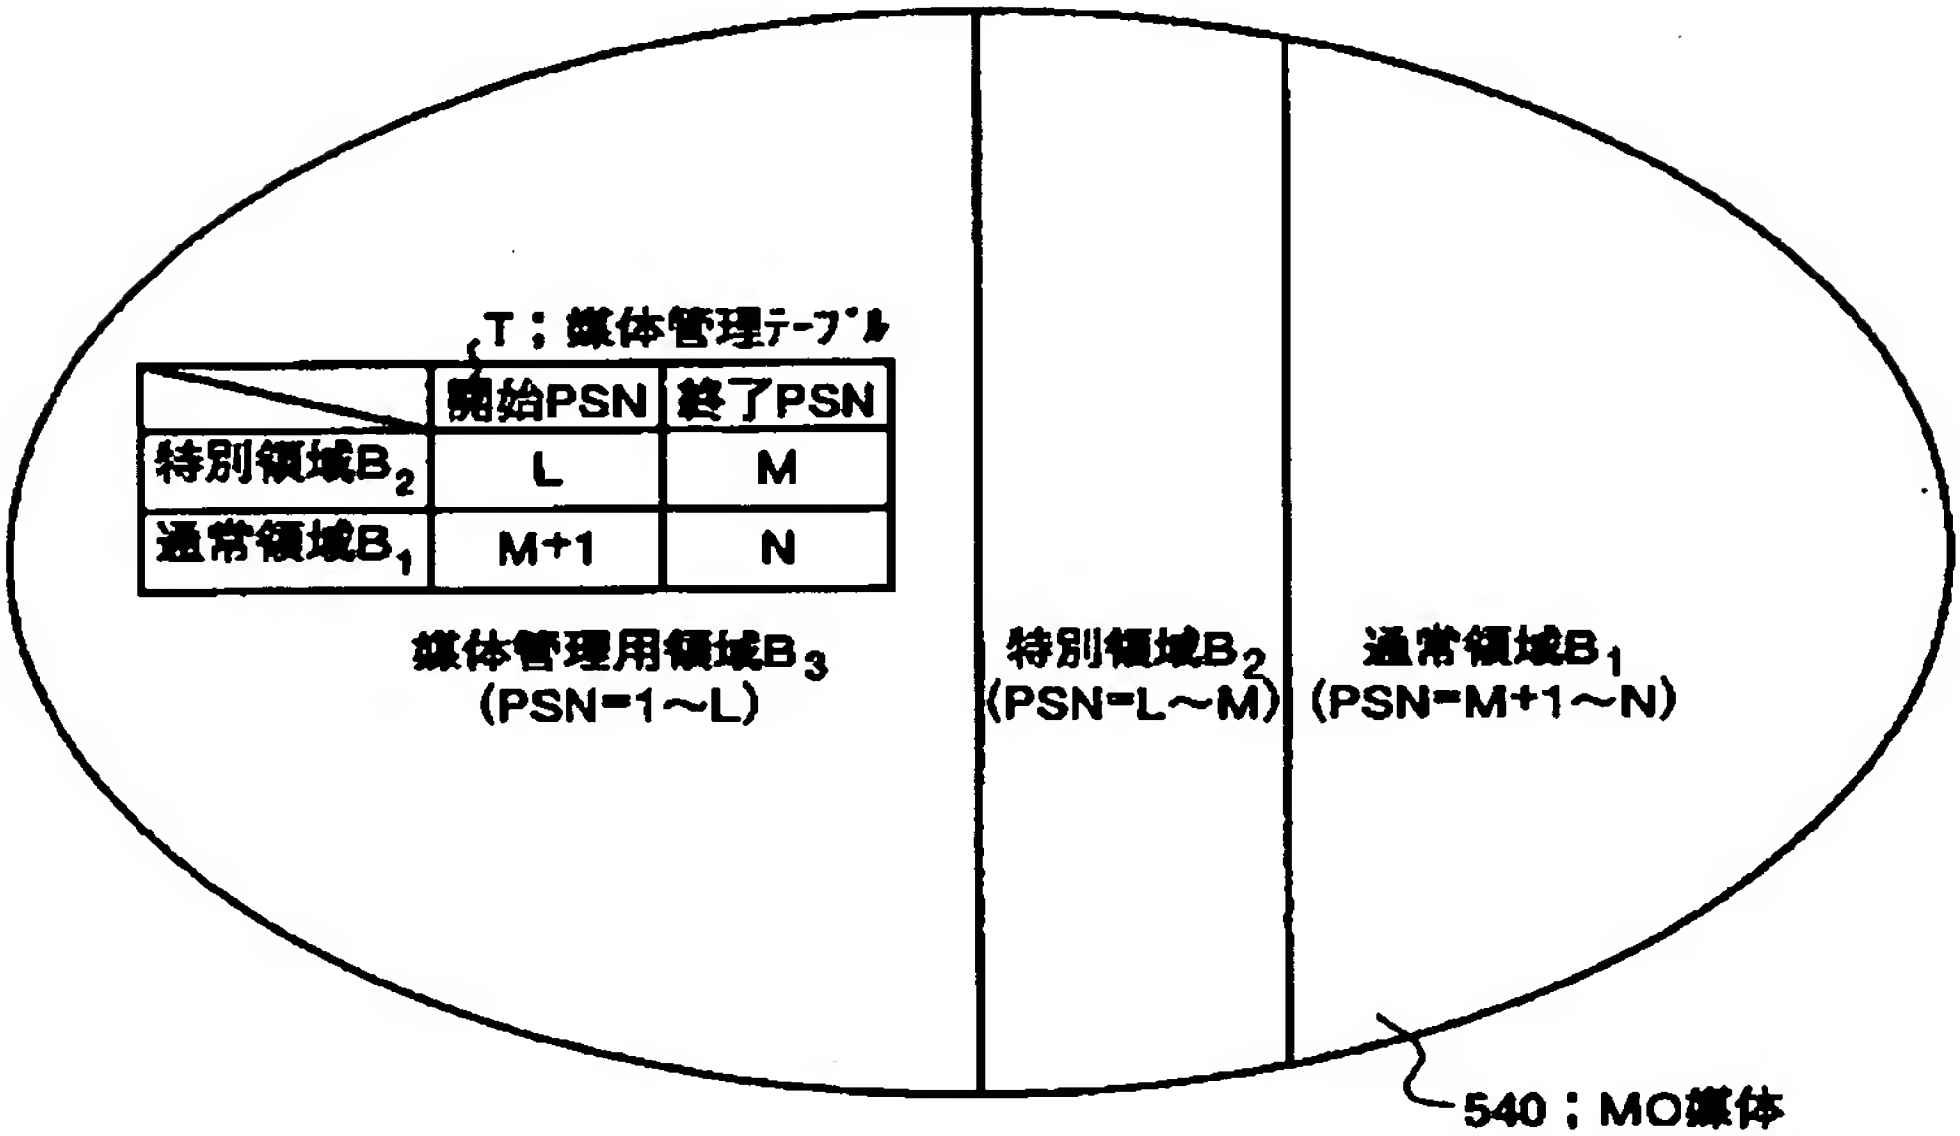 T;媒体管理ﾃｰﾌﾞﾙ
開始PSN 終了PSN
特別領域B₂ L M
通常領域B₁ M+1 N
媒体管理用領域B₃
(PSN=1〜L)
特別領域B₂
(PSN=L〜M)
通常領域B₁
(PSN=M+1〜N)
540;MO媒体